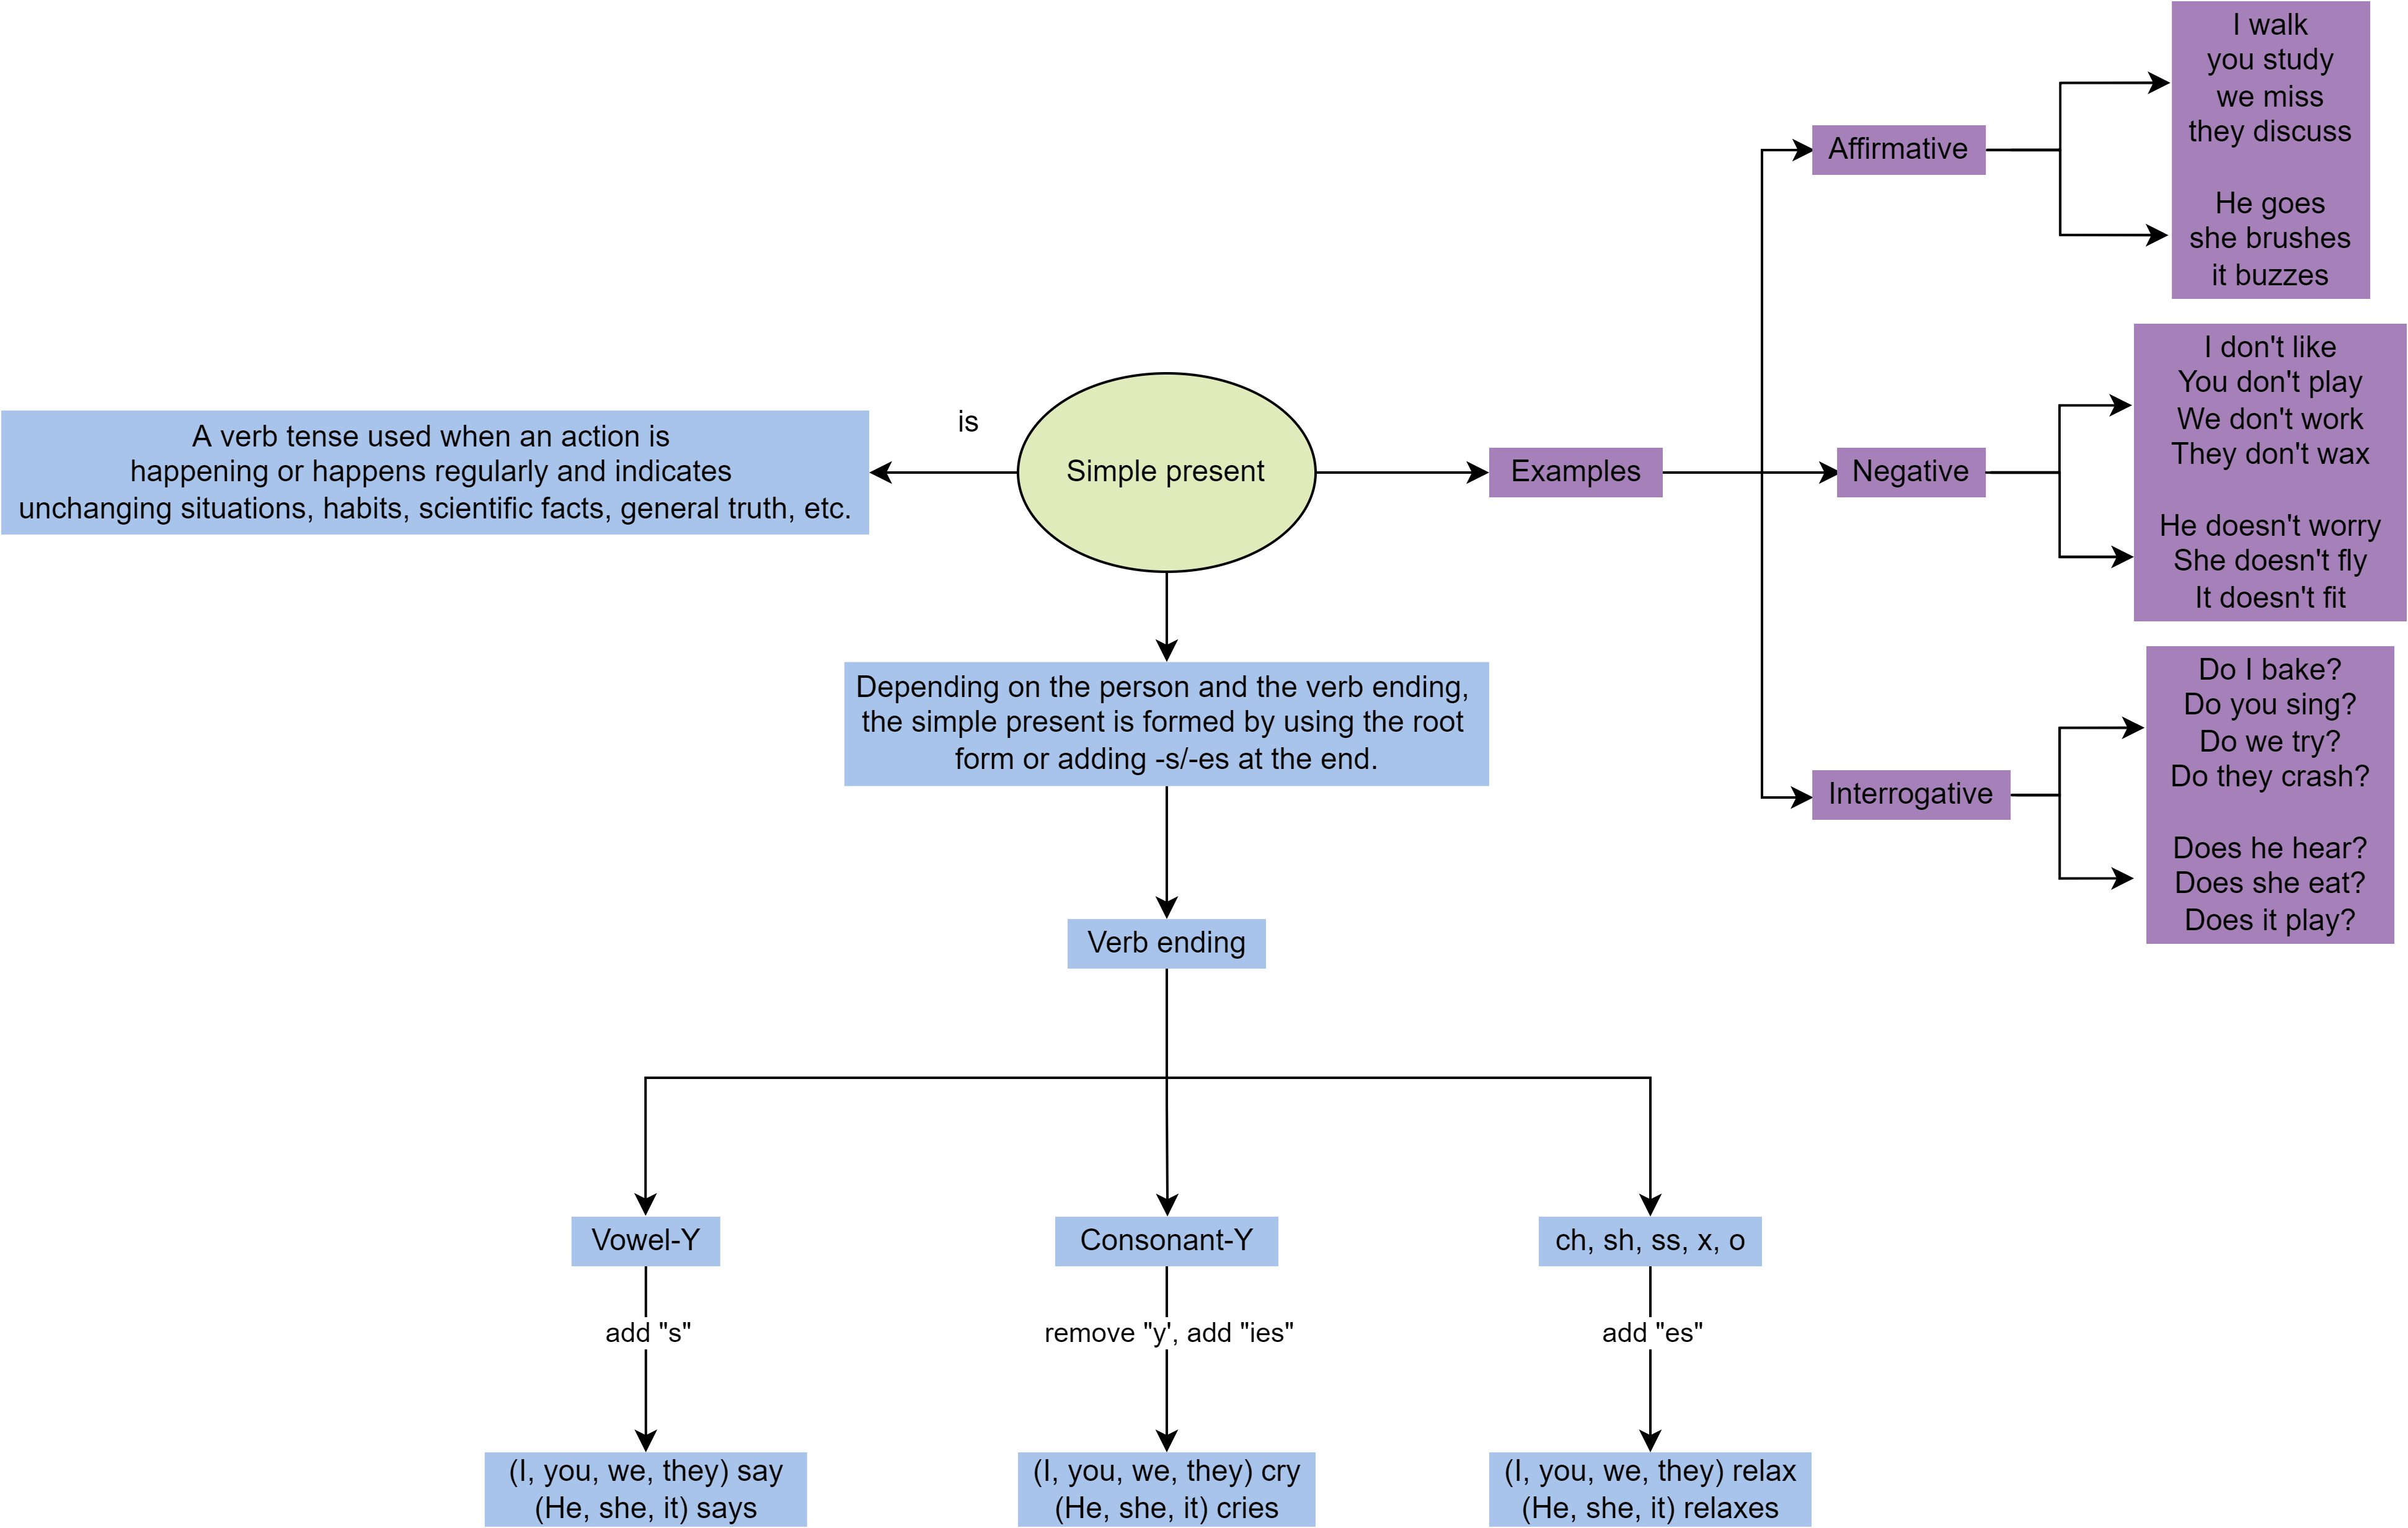 I walk
you study
we miss
they discuss
He goes
she brushes
it buzzes
Affirmative
I don't like
You don't play
We don't work
They don't wax
He doesn't worry
She doesn't fly
It doesn't fit
is
A verb tense used when an action is
happening or happens regularly and indicates
unchanging situations, habits, scientific facts, general truth, etc.
Simple present
Examples
Negative
Do I bake?
Do you sing?
Do we try?
Do they crash?
Does he hear?
Does she eat?
Does it play?
Interrogative
Depending on the person and the verb ending,
the simple present is formed by using the root
form or adding -s/-es at the end.
Verb ending
Vowel-Y
Consonant-Y
ch, sh, ss, x, o
add "s"
remove "y', add "ies"
add "es"
(I, you, we, they) say
(He, she, it) says
(I, you, we, they) cry
(He, she, it) cries
(I, you, we, they) relax
(He, she, it) relaxes